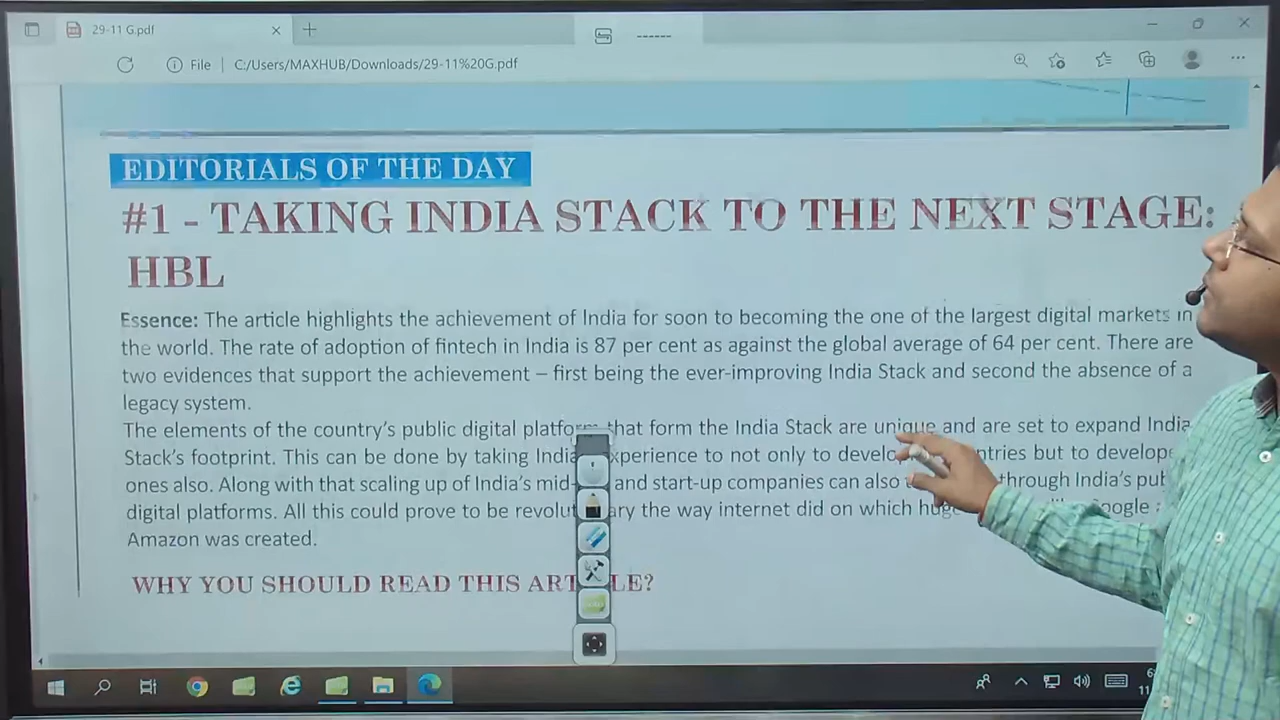 29-11 G.pdf
------
File C:/Users/MAXHUB/Downloads/29-11%20G.pdf
EDITORIALS OF THE DAY
#1 - TAKING INDIA STACK TO THE NEXT STAGE:
HBL
Essence: The article highlights the achievement of India for soon to becoming the one of the largest digital markets in
the world. The rate of adoption of fintech in India is 87 per cent as against the global average of 64 per cent. There are
two evidences that support the achievement – first being the ever-improving India Stack and second the absence of a
legacy system.
The elements of the country's public digital platform that form the India Stack are unique and are set to expand India
Stack's footprint. This can be done by taking India experience to not only to develo ntries but to develope
ones also. Along with that scaling up of India's mid- and start-up companies can also through India's pub
digital platforms. All this could prove to be revolut ary the way internet did on which huge oogle
Amazon was created.
WHY YOU SHOULD READ THIS ART LE?